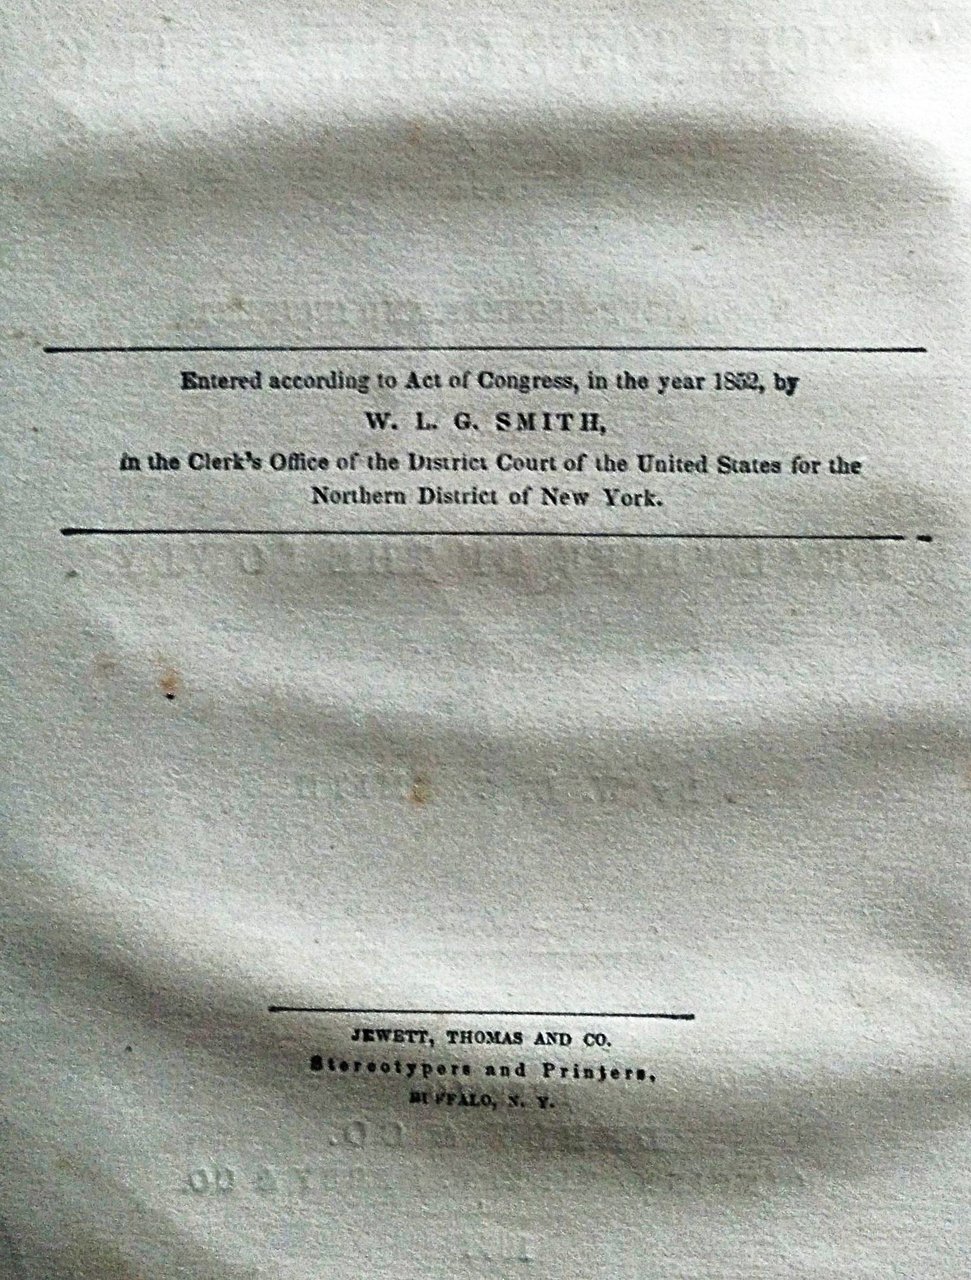 Entered according to Act of Congress, in the year 1852, by
W. L. G. SMITH,
in the Clerk's Office of the District Court of the United States for the
Northern District of New York.
JEWETT, THOMAS AND CO.
Stereotypers and Printers,
BUFFALO, N. Y.